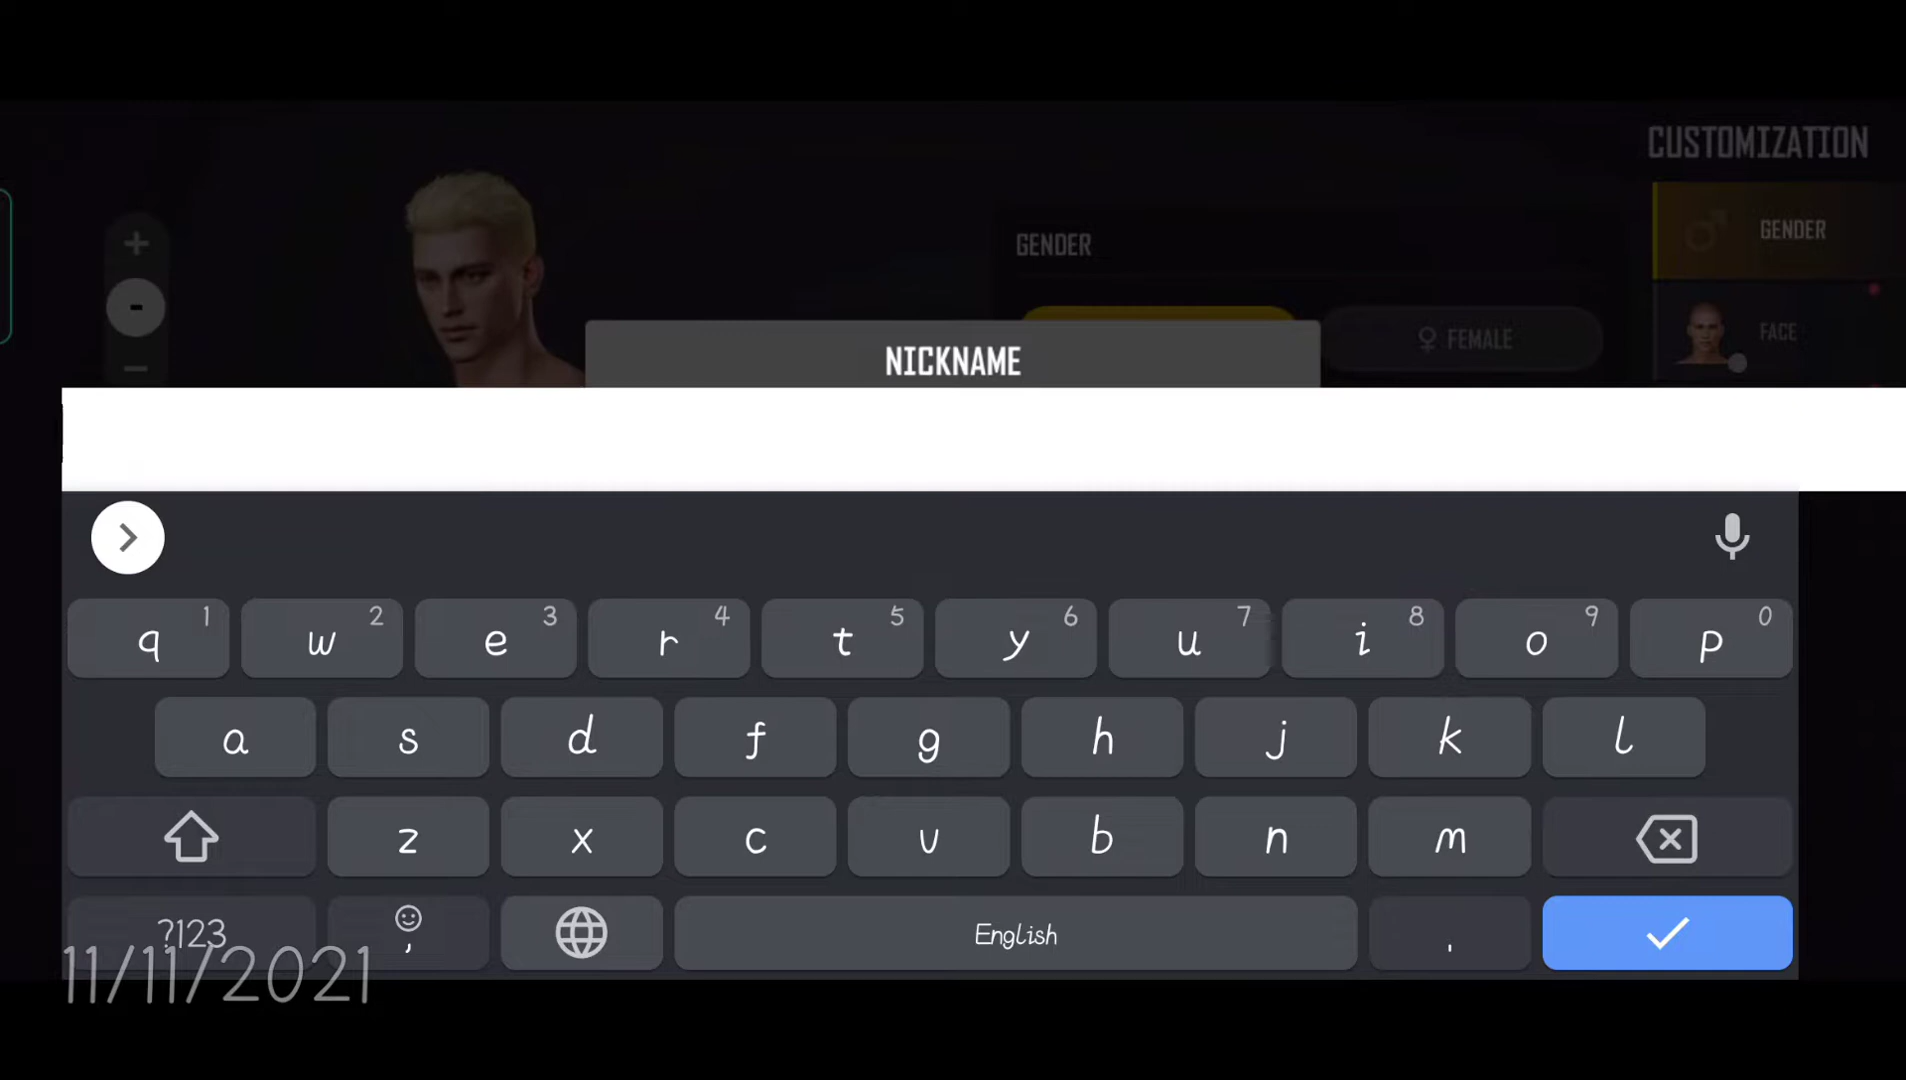 CUSTOMIZATION
GENDER
GENDER
FEMALE
FACE
NICKNAME
q 1 w 2 e 3 r 4 t 5 y 6 u 7 i 8 o 9 p 0
a s d f g h j k l
z x c v b n m
?123 , English .
11/11/2021